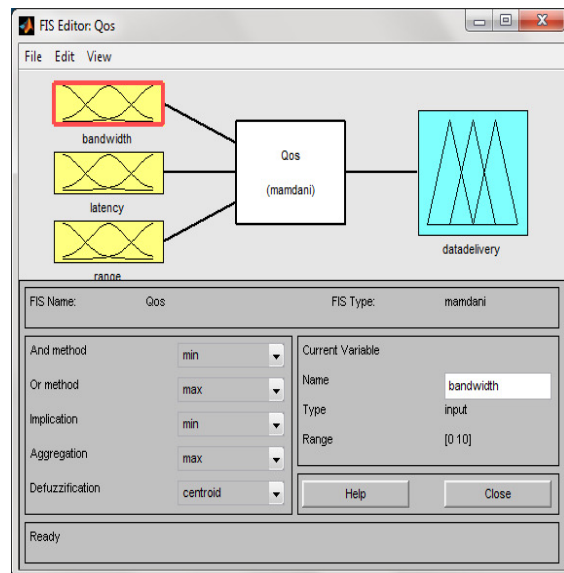 FIS Editor: Qos
File Edit View
bandwidth
latency
range
Qos
(mamdani)
datadelivery
FIS Name: Qos FIS Type: mamdani
And method min
Or method max
Implication min
Aggregation max
Defuzzification centroid
Current Variable
Name bandwidth
Type input
Range [0 10]
Help Close
Ready